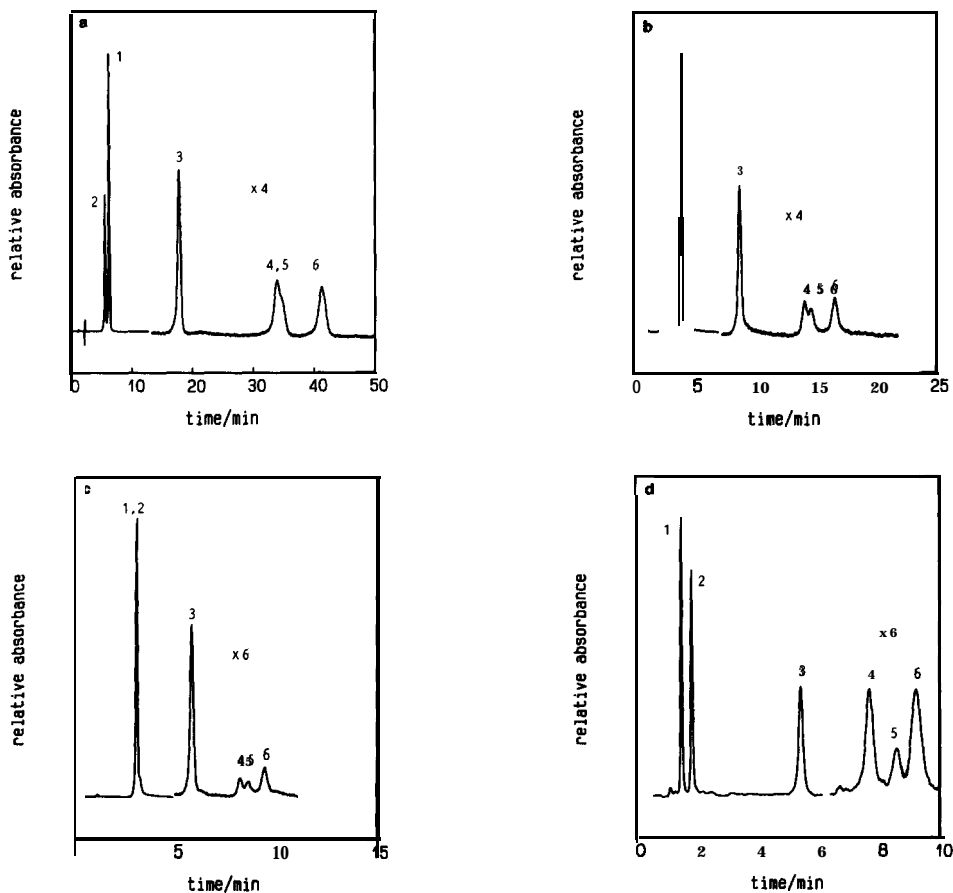 a
1
2
3
x 4
4,5
6
relative absorbance
0 10 20 30 40 50
time/min
b
3
x 4
4 5 6
relative absorbance
0 5 10 15 20 25
time/min
c
1,2
3
x 6
45 6
relative absorbance
5 10 15
time/min
d
1
2
x 6
3
4
5
6
relative absorbance
0 2 4 6 8 10
time/min